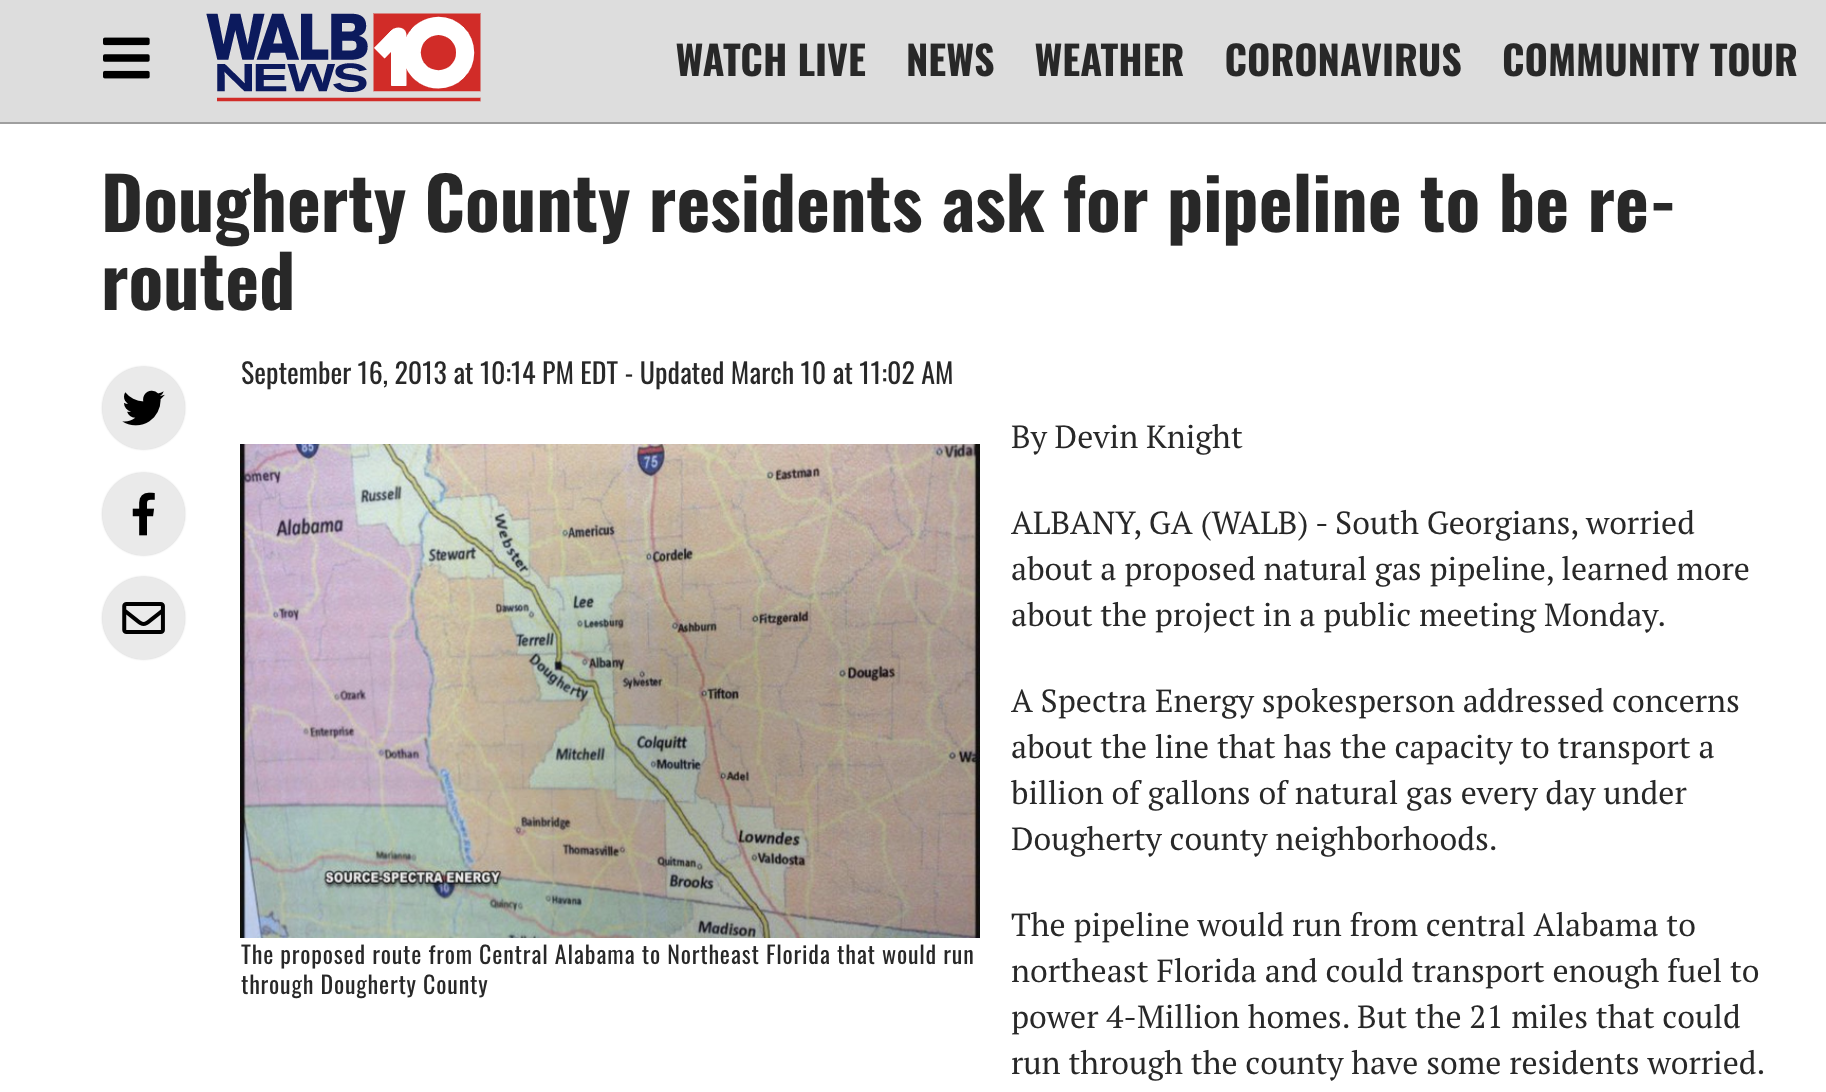 WALB
NEWS
10
WATCH LIVE NEWS WEATHER CORONAVIRUS COMMUNITY TOUR
Dougherty County residents ask for pipeline to be re-
routed
September 16, 2013 at 10:14 PM EDT - Updated March 10 at 11:02 AM
85
75
Vidal
omery
Eastman
Russell
Alabama
Webster
Americus
Stewart
Cordele
Dawson
Lee
Leesburg
Troy
Ashburn
Fitzgerald
Terrell
Dougherty
Albany
Sylvester
Douglas
Ozark
Tifton
Enterprise
Dothan
Mitchell
Colquitt
Moultrie
Wa
Adel
Bainbridge
Thomasville
Lowndes
Valdosta
Marianna
Quitman
Brooks
SOURCE-SPECTRA ENERGY
10
Quincy
Havana
Madison
The proposed route from Central Alabama to Northeast Florida that would run
through Dougherty County
By Devin Knight
ALBANY, GA (WALB) - South Georgians, worried
about a proposed natural gas pipeline, learned more
about the project in a public meeting Monday.
A Spectra Energy spokesperson addressed concerns
about the line that has the capacity to transport a
billion of gallons of natural gas every day under
Dougherty county neighborhoods.
The pipeline would run from central Alabama to
northeast Florida and could transport enough fuel to
power 4-Million homes. But the 21 miles that could
run through the county have some residents worried.